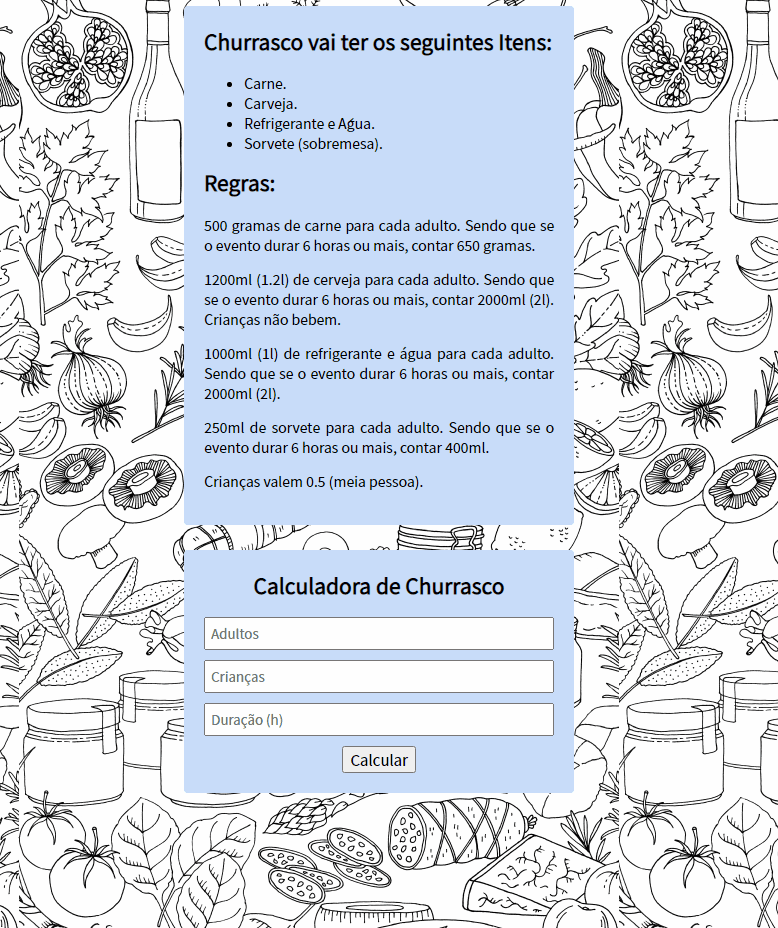 Churrasco vai ter os seguintes Itens:
Carne.
Carveja.
Refrigerante e Água.
Sorvete (sobremesa).
Regras:
500 gramas de carne para cada adulto. Sendo que se
o evento durar 6 horas ou mais, contar 650 gramas.
1200ml (1.2l) de cerveja para cada adulto. Sendo que
se o evento durar 6 horas ou mais, contar 2000ml (2l).
Crianças não bebem.
1000ml (1l) de refrigerante e água para cada adulto.
Sendo que se o evento durar 6 horas ou mais, contar
2000ml (2l).
250ml de sorvete para cada adulto. Sendo que se o
evento durar 6 horas ou mais, contar 400ml.
Crianças valem 0.5 (meia pessoa).
Calculadora de Churrasco
Adultos
Crianças
Duração (h)
Calcular